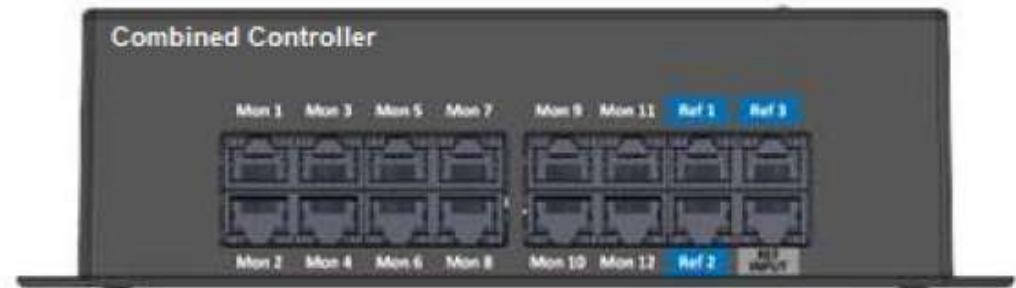 Combined Controller
Mon 1 Mon 3 Mon 5 Mon 7 Mon 9 Mon 11 Ref 1 Ref 3
Mon 2 Mon 4 Mon 6 Mon 8 Mon 10 Mon 12 Ref 2
INPUT